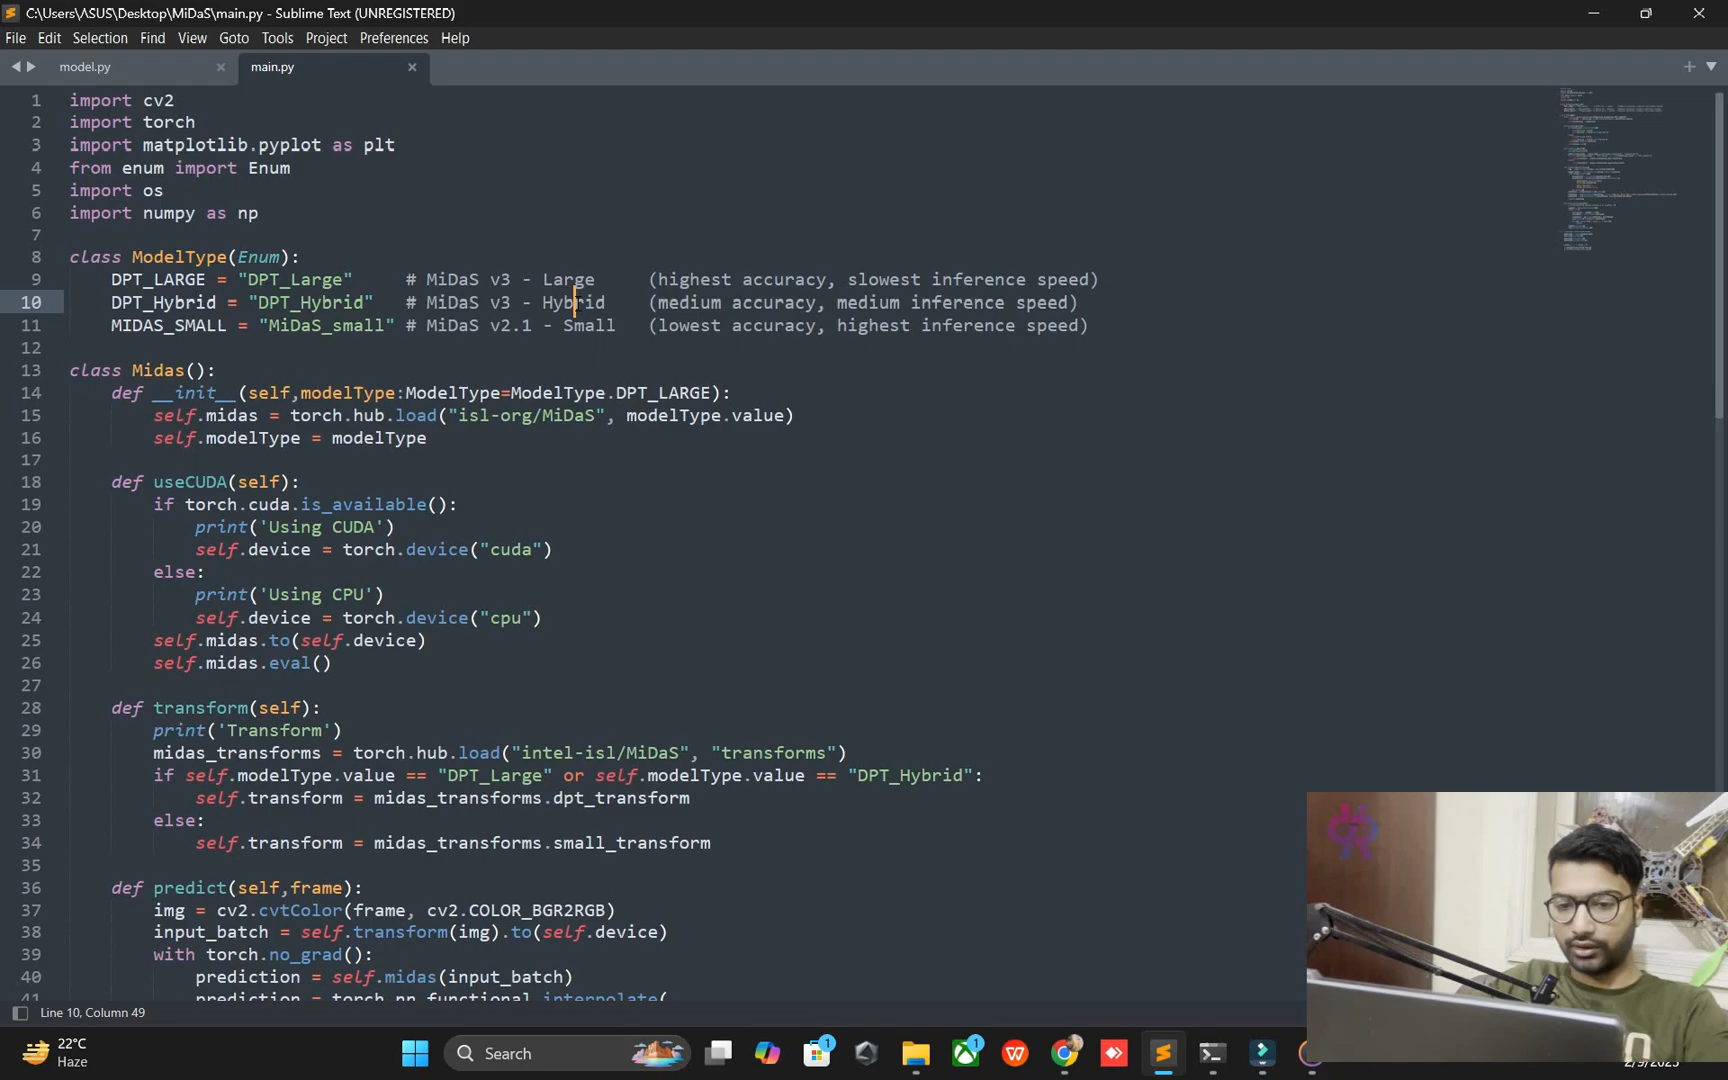 C:\Users\ASUS\Desktop\MiDaS\main.py - Sublime Text (UNREGISTERED)
File Edit Selection Find View Goto Tools Project Preferences Help
model.py main.py
1 import cv2
2 import torch
3 import matplotlib.pyplot as plt
4 from enum import Enum
5 import os
6 import numpy as np
7
8 class ModelType(Enum):
9 DPT_LARGE = "DPT_Large" # MiDaS v3 - Large (highest accuracy, slowest inference speed)
10 DPT_Hybrid = "DPT_Hybrid" # MiDaS v3 - Hybrid (medium accuracy, medium inference speed)
11 MIDAS_SMALL = "MiDaS_small" # MiDaS v2.1 - Small (lowest accuracy, highest inference speed)
12
13 class Midas():
14 def __init__(self,modelType:ModelType=ModelType.DPT_LARGE):
15 self.midas = torch.hub.load("isl-org/MiDaS", modelType.value)
16 self.modelType = modelType
17
18 def useCUDA(self):
19 if torch.cuda.is_available():
20 print('Using CUDA')
21 self.device = torch.device("cuda")
22 else:
23 print('Using CPU')
24 self.device = torch.device("cpu")
25 self.midas.to(self.device)
26 self.midas.eval()
27
28 def transform(self):
29 print('Transform')
30 midas_transforms = torch.hub.load("intel-isl/MiDaS", "transforms")
31 if self.modelType.value == "DPT_Large" or self.modelType.value == "DPT_Hybrid":
32 self.transform = midas_transforms.dpt_transform
33 else:
34 self.transform = midas_transforms.small_transform
35
36 def predict(self,frame):
37 img = cv2.cvtColor(frame, cv2.COLOR_BGR2RGB)
38 input_batch = self.transform(img).to(self.device)
39 with torch.no_grad():
40 prediction = self.midas(input_batch)
41 prediction = torch.nn.functional.interpolate(
Line 10, Column 49
22°C
Haze
Search
1
1